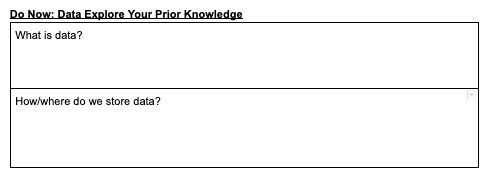 Do Now: Data Explore Your Prior Knowledge
What is data?
How/where do we store data?